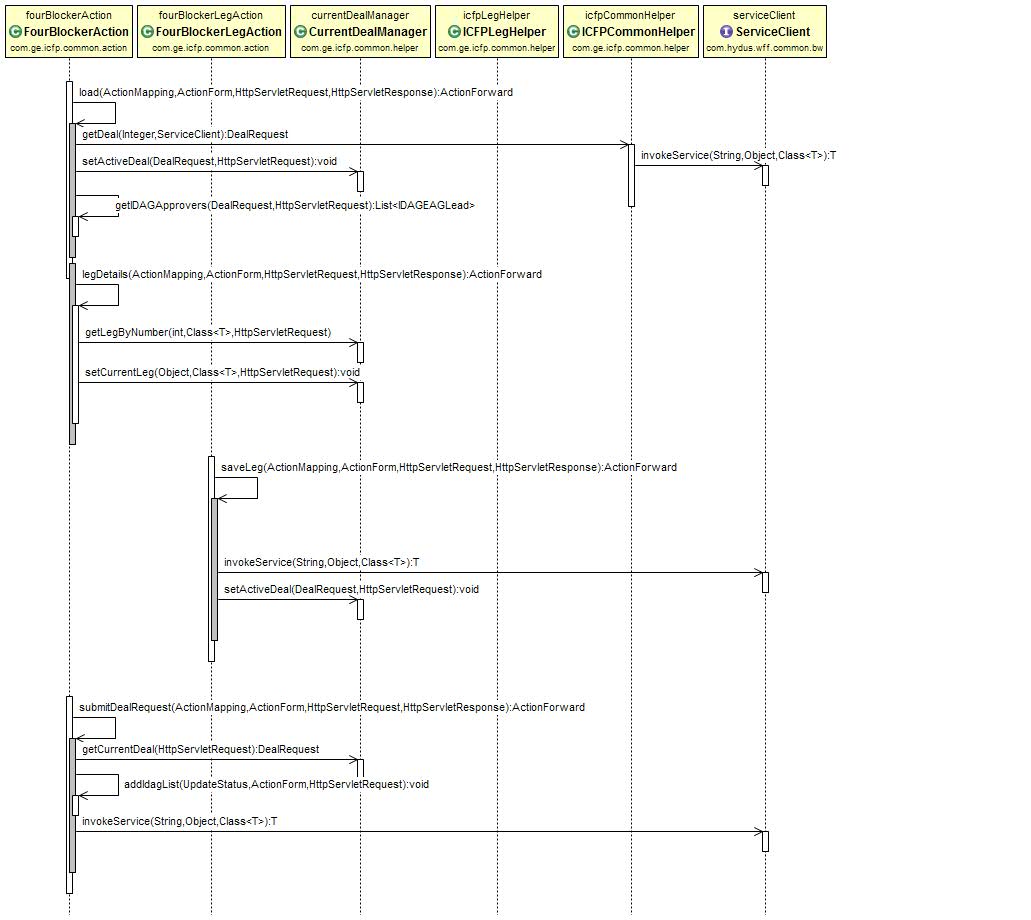 fourBlockerAction
FourBlockerAction
com.ge.icfp.common.action
fourBlockerLegAction
FourBlockerLegAction
com.ge.icfp.common.action
currentDealManager
CurrentDealManager
com.ge.icfp.common.helper
icfpLegHelper
ICFPLegHelper
com.ge.icfp.common.helper
icfpCommonHelper
ICFPCommonHelper
com.ge.icfp.common.helper
serviceClient
ServiceClient
com.hydus.wff.common.bw
load(ActionMapping,ActionForm,HttpServletRequest,HttpServletResponse):ActionForward
getDeal(Integer,ServiceClient):DealRequest
invokeService(String,Object,Class<T>):T
setActiveDeal(DealRequest,HttpServletRequest):void
getIDAGApprovers(DealRequest,HttpServletRequest):List<IDAGEAGLead>
legDetails(ActionMapping,ActionForm,HttpServletRequest,HttpServletResponse):ActionForward
getLegByNumber(int,Class<T>,HttpServletRequest)
setCurrentLeg(Object,Class<T>,HttpServletRequest):void
saveLeg(ActionMapping,ActionForm,HttpServletRequest,HttpServletResponse):ActionForward
invokeService(String,Object,Class<T>):T
setActiveDeal(DealRequest,HttpServletRequest):void
submitDealRequest(ActionMapping,ActionForm,HttpServletRequest,HttpServletResponse):ActionForward
getCurrentDeal(HttpServletRequest):DealRequest
addIdagList(UpdateStatus,ActionForm,HttpServletRequest):void
invokeService(String,Object,Class<T>):T